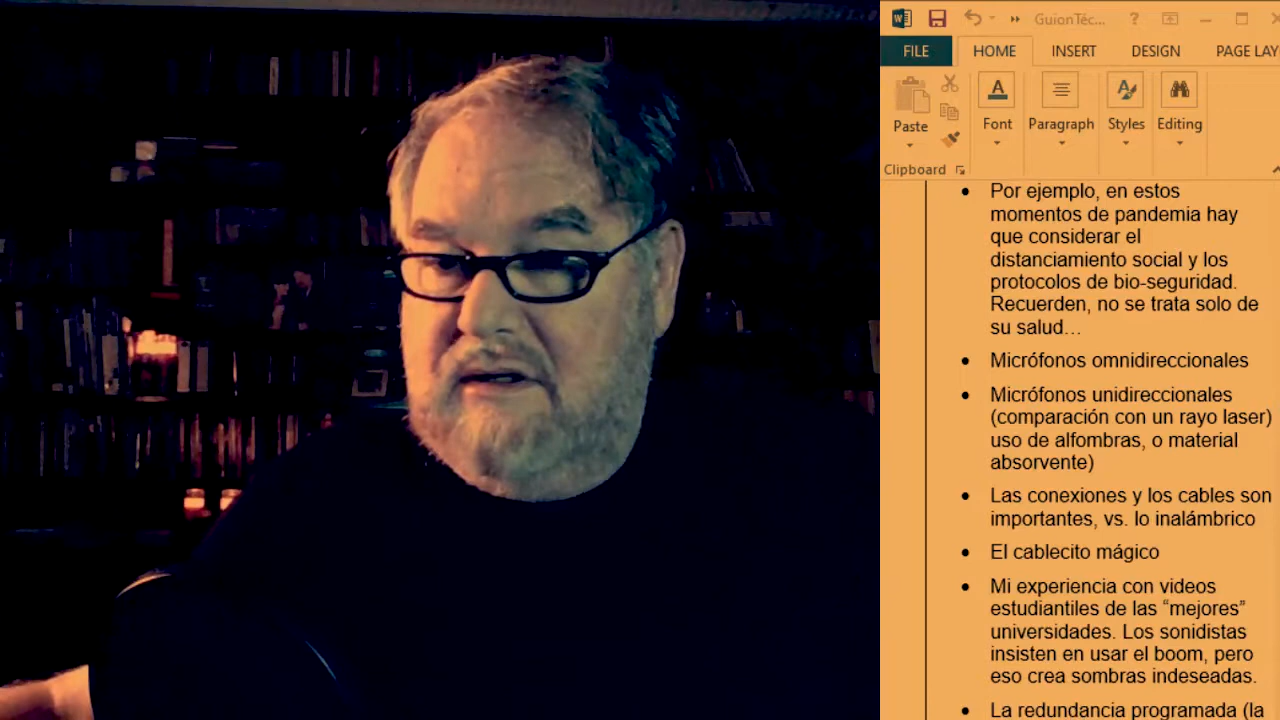 GuionTéc...
?
FILE
HOME
INSERT
DESIGN
PAGE LAY
Paste
Font
Paragraph
Styles
Editing
Clipboard
• Por ejemplo, en estos
momentos de pandemia hay
que considerar el
distanciamiento social y los
protocolos de bio-seguridad.
Recuerden, no se trata solo de
su salud…
• Micrófonos omnidireccionales
• Micrófonos unidireccionales
(comparación con un rayo laser)
uso de alfombras, o material
absorvente)
• Las conexiones y los cables son
importantes, vs. lo inalámbrico
• El cablecito mágico
• Mi experiencia con videos
estudiantiles de las “mejores”
universidades. Los sonidistas
insisten en usar el boom, pero
eso crea sombras indeseadas.
• La redundancia programada (la